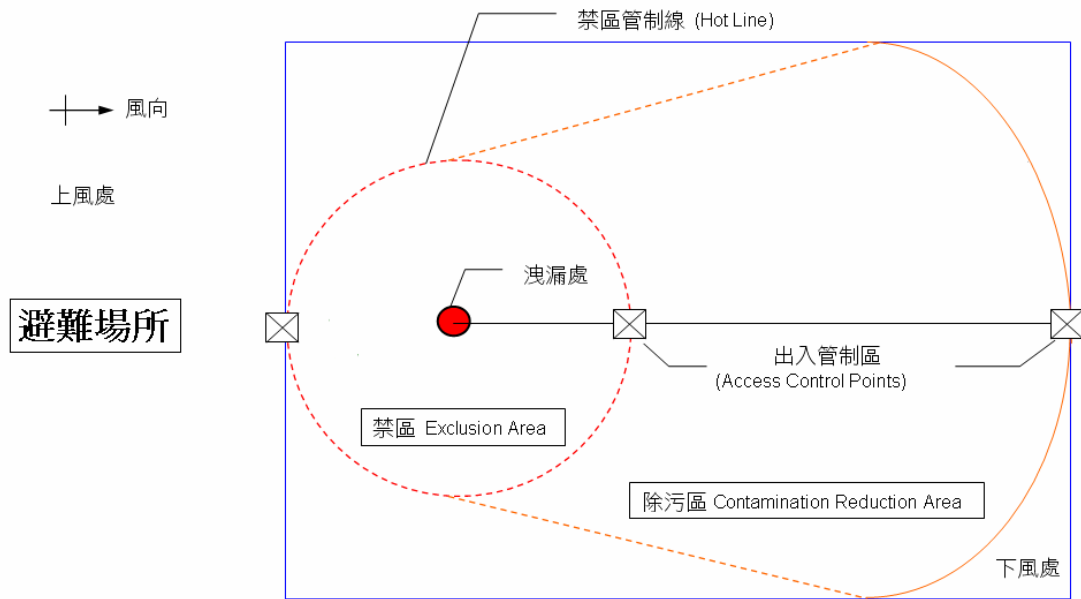 禁區管制線 (Hot Line)
風向
上風處
洩漏處
避難場所
出入管制區
(Access Control Points)
禁區 Exclusion Area
除污區 Contamination Reduction Area
下風處